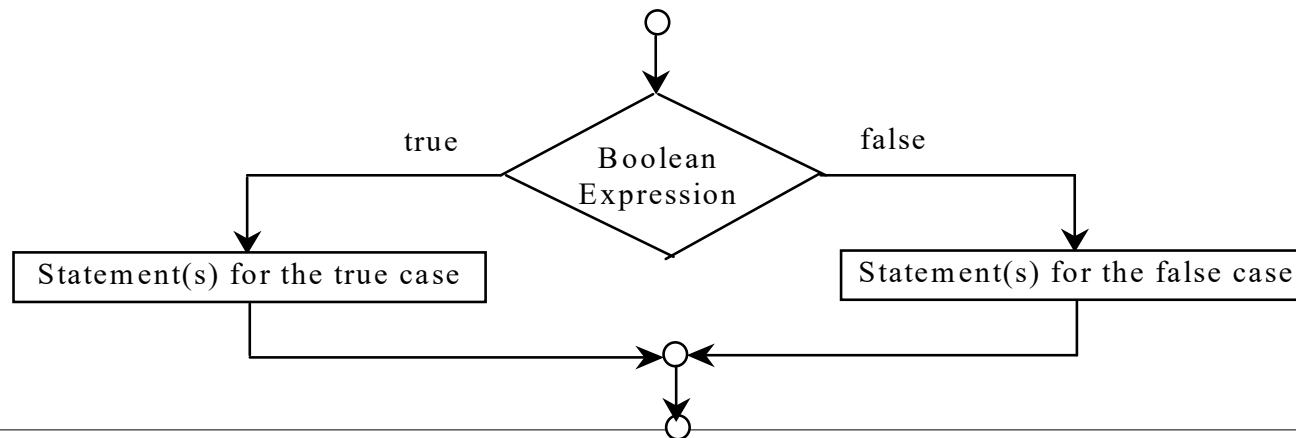 true
false
Boolean
Expression
Statement(s) for the true case
Statement(s) for the false case